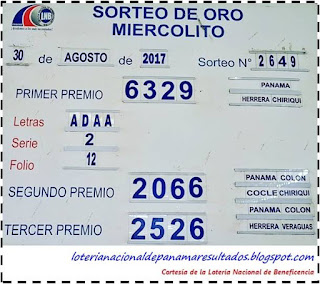 LNB
SORTEO DE ORO
MIERCOLITO
30 de AGOSTO de 2017 Sorteo N° 2649
PRIMER PREMIO 6329 PANAMA
HERRERA CHIRIQUI
Letras ADAA
Serie 2
Folio 12
SEGUNDO PREMIO 2066 PANAMA COLON
COCLE CHIRIQUI
TERCER PREMIO 2526 PANAMA COLON
HERRERA VERAGUAS
loterianacionaldepanamaresultados.blogspot.com
Cortesía de la Lotería Nacional de Beneficencia